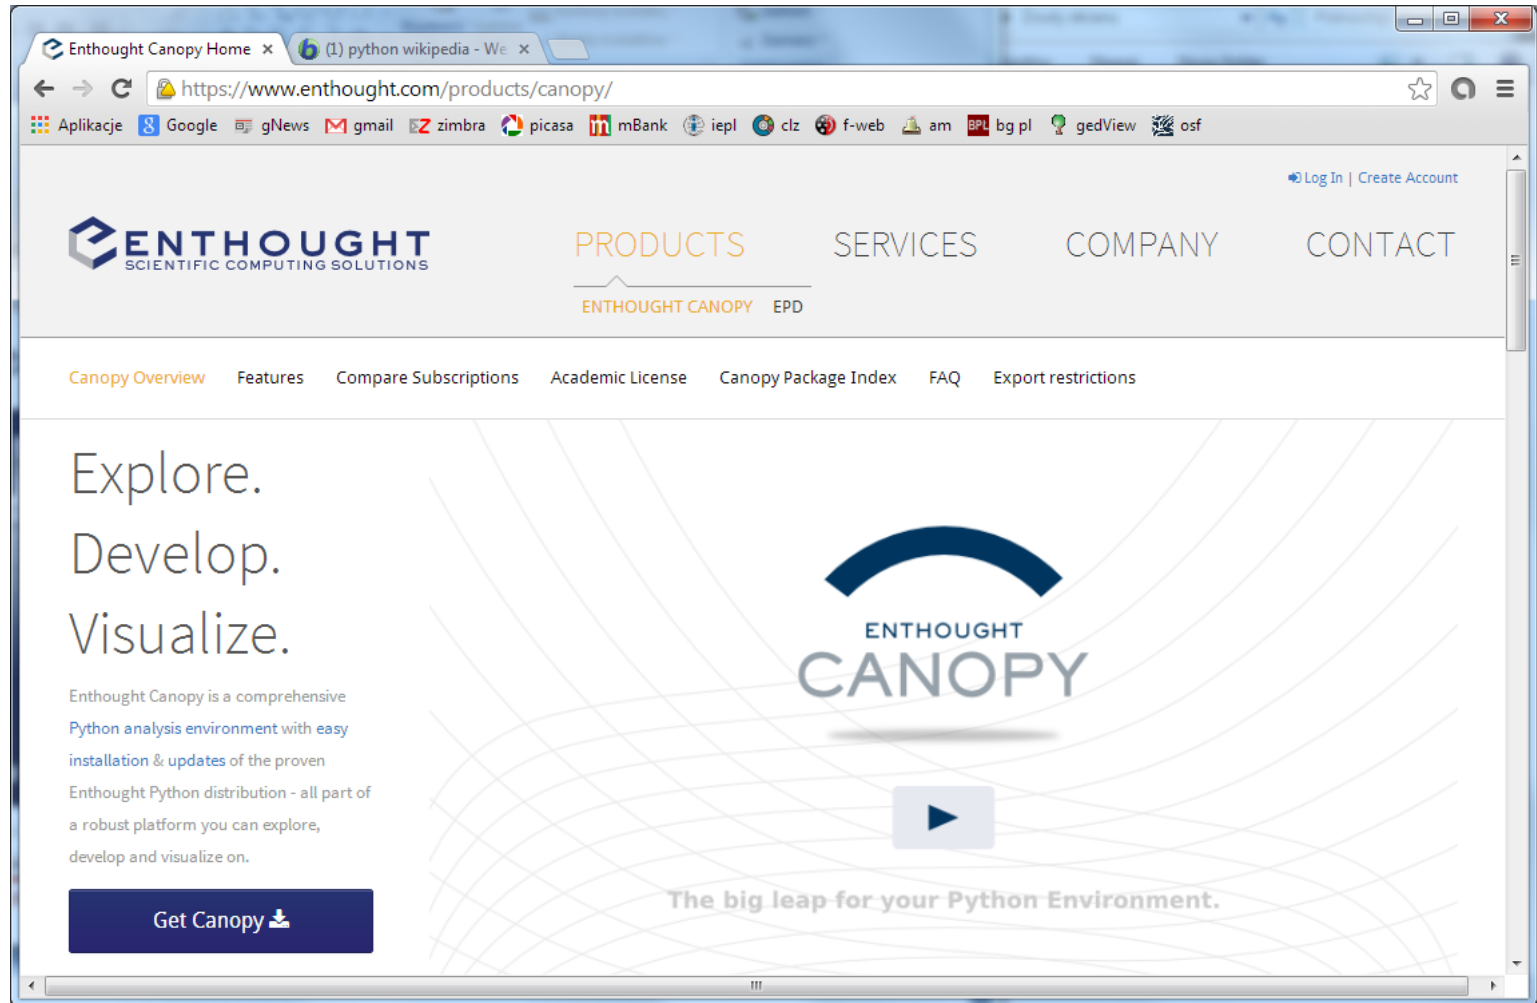 Enthought Canopy Home
(1) python wikipedia - We
https://www.enthought.com/products/canopy/
Aplikacje Google gNews gmail zimbra picasa mBank iepl clz f-web am bg pl gedView osf
Log In | Create Account
ENTHOUGHT
SCIENTIFIC COMPUTING SOLUTIONS
PRODUCTS SERVICES COMPANY CONTACT
ENTHOUGHT CANOPY EPD
Canopy Overview Features Compare Subscriptions Academic License Canopy Package Index FAQ Export restrictions
Explore.
Develop.
Visualize.
Enthought Canopy is a comprehensive
Python analysis environment with easy
installation & updates of the proven
Enthought Python distribution - all part of
a robust platform you can explore,
develop and visualize on.
Get Canopy
ENTHOUGHT
CANOPY
The big leap for your Python Environment.